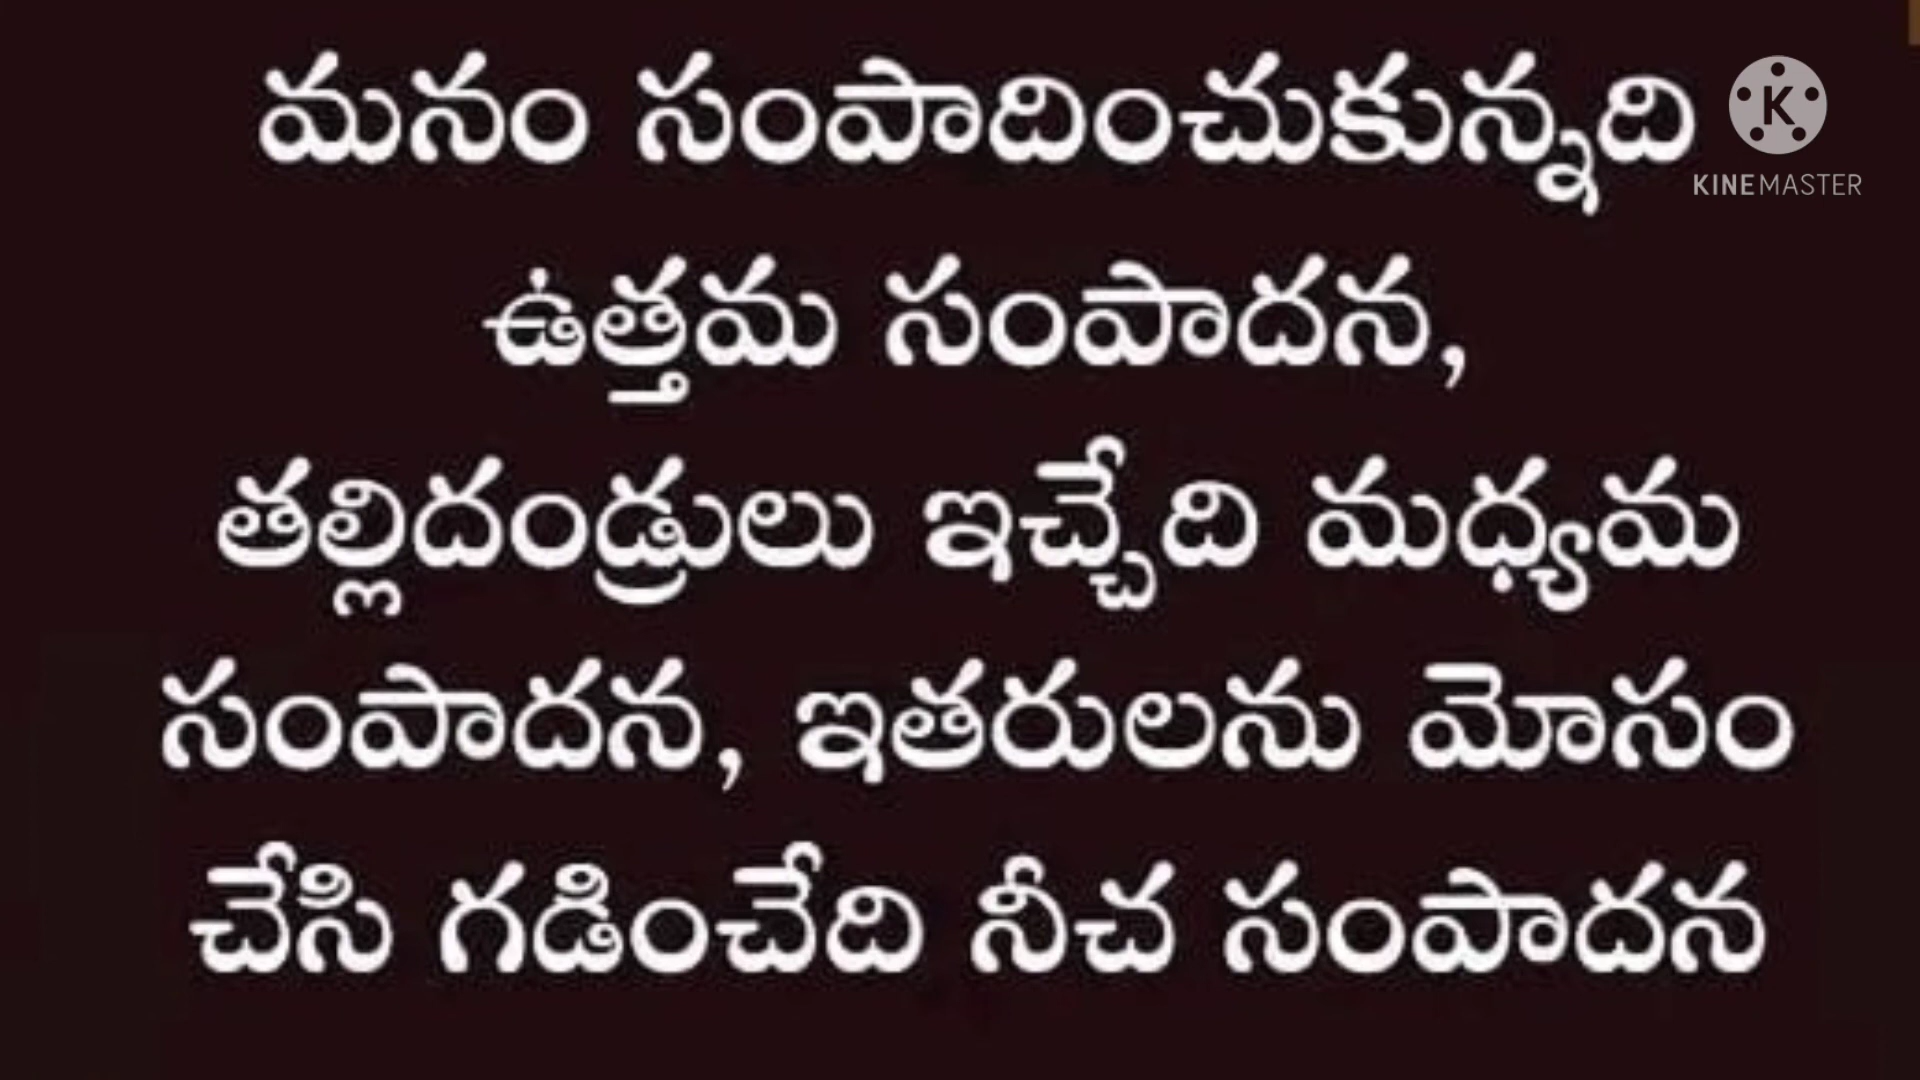 మనం సంపాదించుకున్నది
ఉత్తమ సంపాదన,
తల్లిదండ్రులు ఇచ్చేది మధ్యమ
సంపాదన, ఇతరులను మోసం
చేసి గడించేది నీచ సంపాదన
K
KINEMASTER